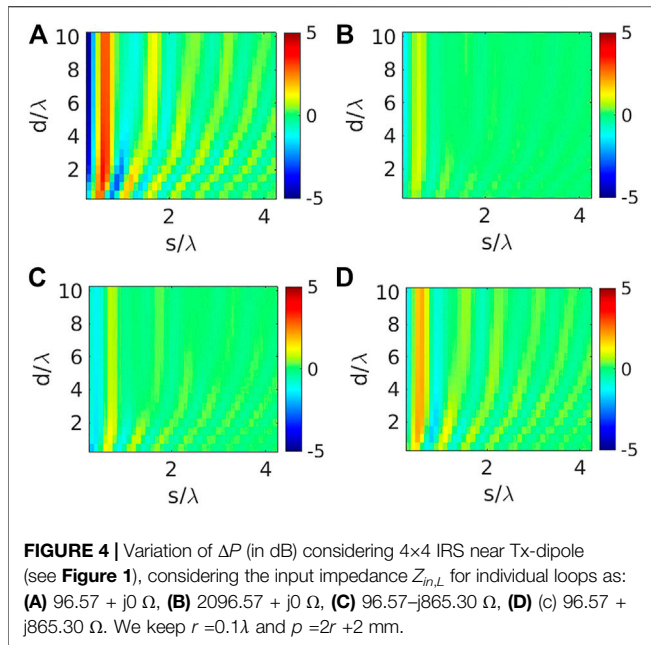 A
B
5
5
10
10
8
8
d/λ
6
0
d/λ
6
0
4
4
2
2
-5
-5
2
4
2
4
s/λ
s/λ
C
D
5
5
10
10
8
8
d/λ
6
0
d/λ
6
0
4
4
2
2
-5
-5
2
4
2
4
s/λ
s/λ
FIGURE 4 | Variation of ΔP (in dB) considering 4×4 IRS near Tx-dipole
(see Figure 1), considering the input impedance Z_in,L for individual loops as:
(A) 96.57 + j0 Ω, (B) 2096.57 + j0 Ω, (C) 96.57–j865.30 Ω, (D) (c) 96.57 +
j865.30 Ω. We keep r =0.1λ and p =2r +2 mm.